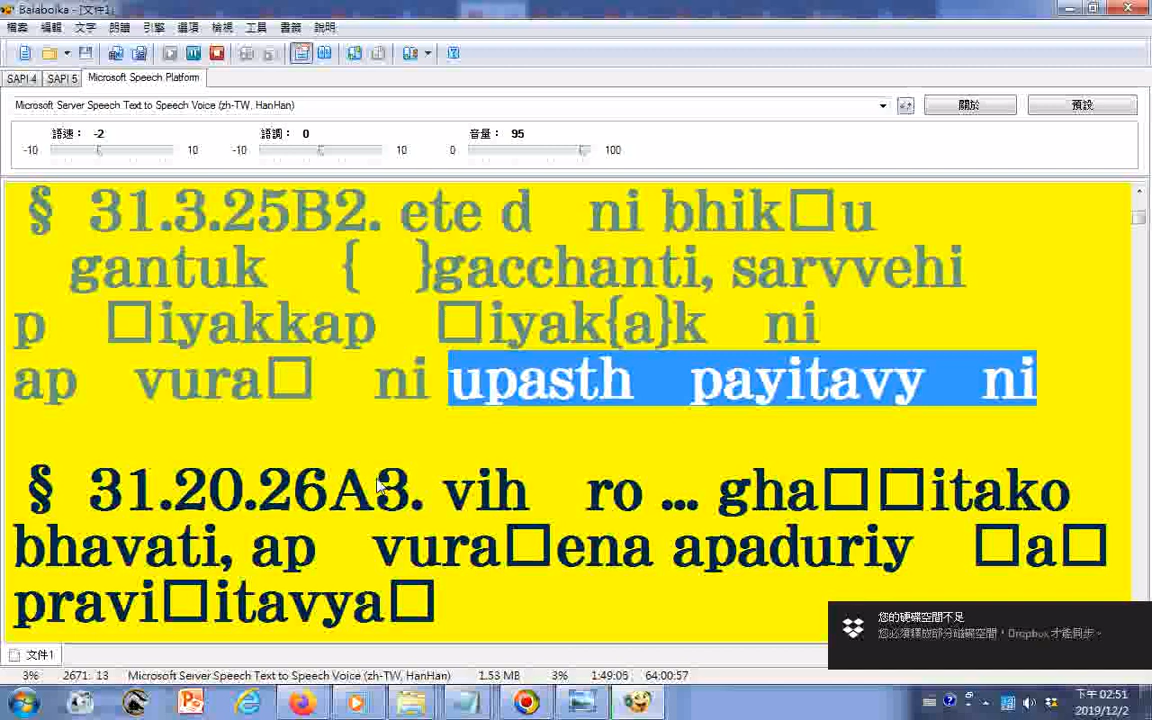 Balabolka - [文件1]
檔案 編輯 文字 朗讀 引擎 選項 檢視 工具 書籤 說明
SAPI 4 SAPI 5 Microsoft Speech Platform
Microsoft Server Speech Text to Speech Voice (zh-TW, HanHan)
關於 預設
語速： -2 語調： 0 音量： 95
-10 10 -10 10 0 100
§ 31.3.25B2. ete d ni bhik□u
gantuk { }gacchanti, sarvvehi
p □iyakkap □iyak{a}k ni
ap vura□ ni upasth payitavy ni
§ 31.20.26A3. vih ro ... gha□□itako
bhavati, ap vura□ena apaduriy □a□
pravi□itavya□
您的硬碟空間不足
您必須釋放部分磁碟空間，Dropbox 才能同步。
文件1
3% 2671: 13 Microsoft Server Speech Text to Speech Voice (zh-TW, HanHan) 1.53 MB 3% 1:49:05 64:00:57
下午 02:51
2019/12/2